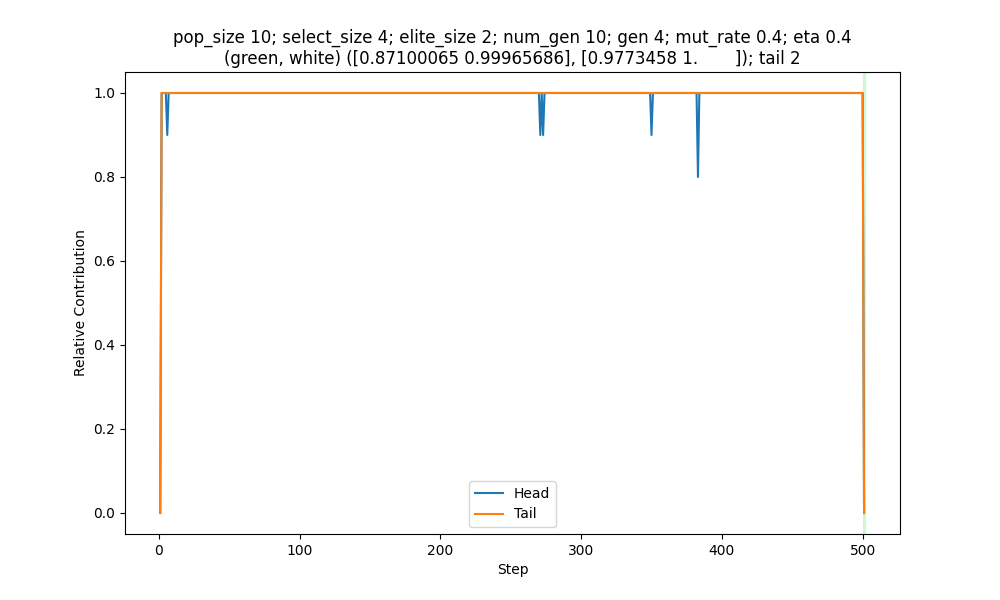 pop_size 10; select_size 4; elite_size 2; num_gen 10; gen 4; mut_rate 0.4; eta 0.4
(green, white) ([0.87100065 0.99965686], [0.9773458 1.       ]); tail 2
1.0
0.8
0.6
0.4
0.2
0.0
Relative Contribution
Head
Tail
0
100
200
300
400
500
Step